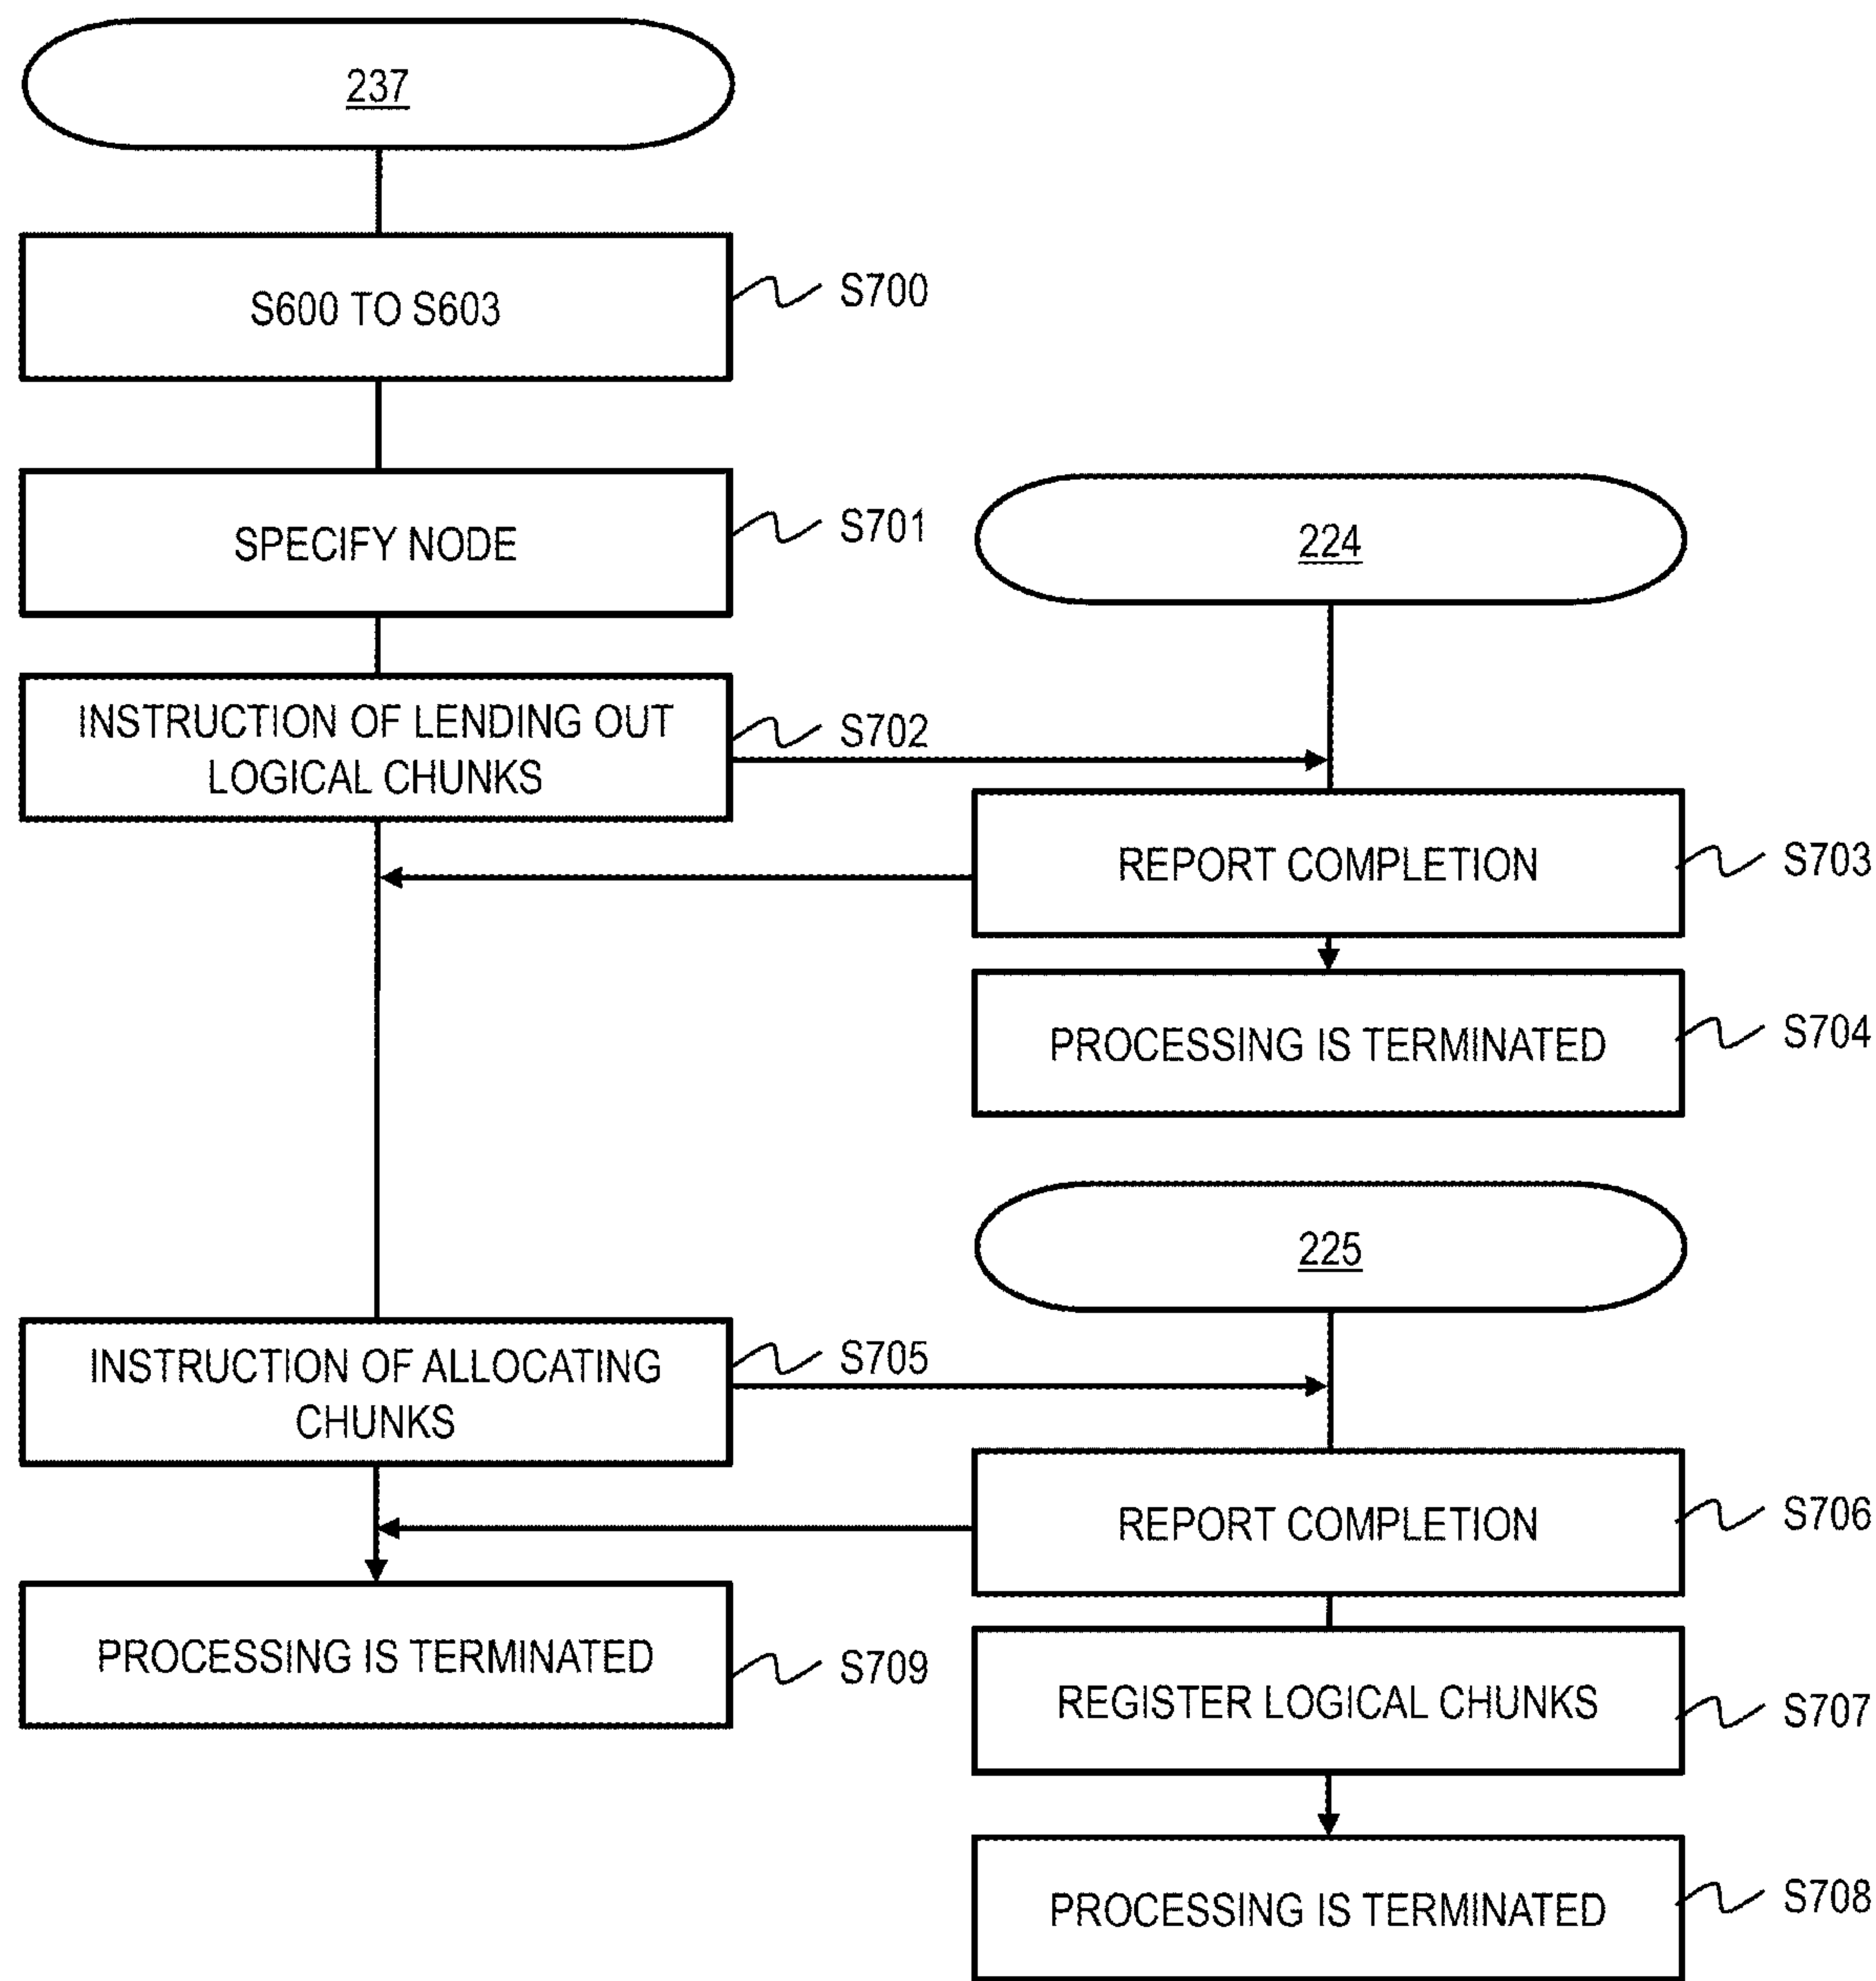 237
S600 TO S603
S700
SPECIFY NODE
S701
224
INSTRUCTION OF LENDING OUT
LOGICAL CHUNKS
S702
REPORT COMPLETION
S703
PROCESSING IS TERMINATED
S704
225
INSTRUCTION OF ALLOCATING
CHUNKS
S705
REPORT COMPLETION
S706
PROCESSING IS TERMINATED
S709
REGISTER LOGICAL CHUNKS
S707
PROCESSING IS TERMINATED
S708